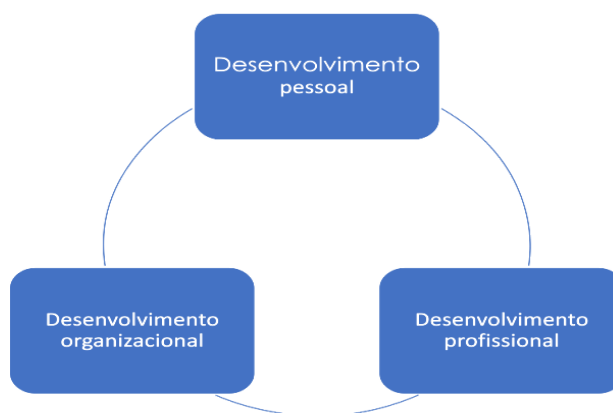 Desenvolvimento
pessoal
Desenvolvimento
organizacional
Desenvolvimento
profissional